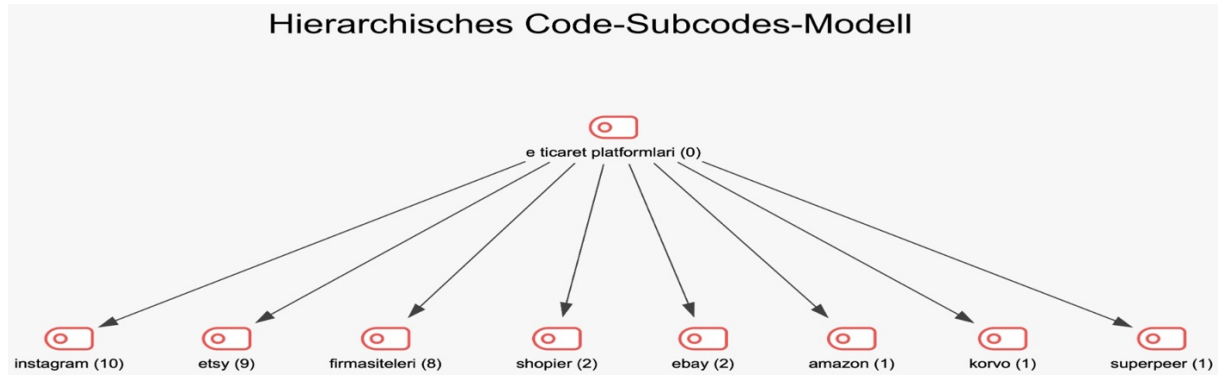 Hierarchisches Code-Subcodes-Modell
e ticaret platformlari (0)
instagram (10) etsy (9) firmasiteleri (8) shopier (2) ebay (2) amazon (1) korvo (1) superpeer (1)